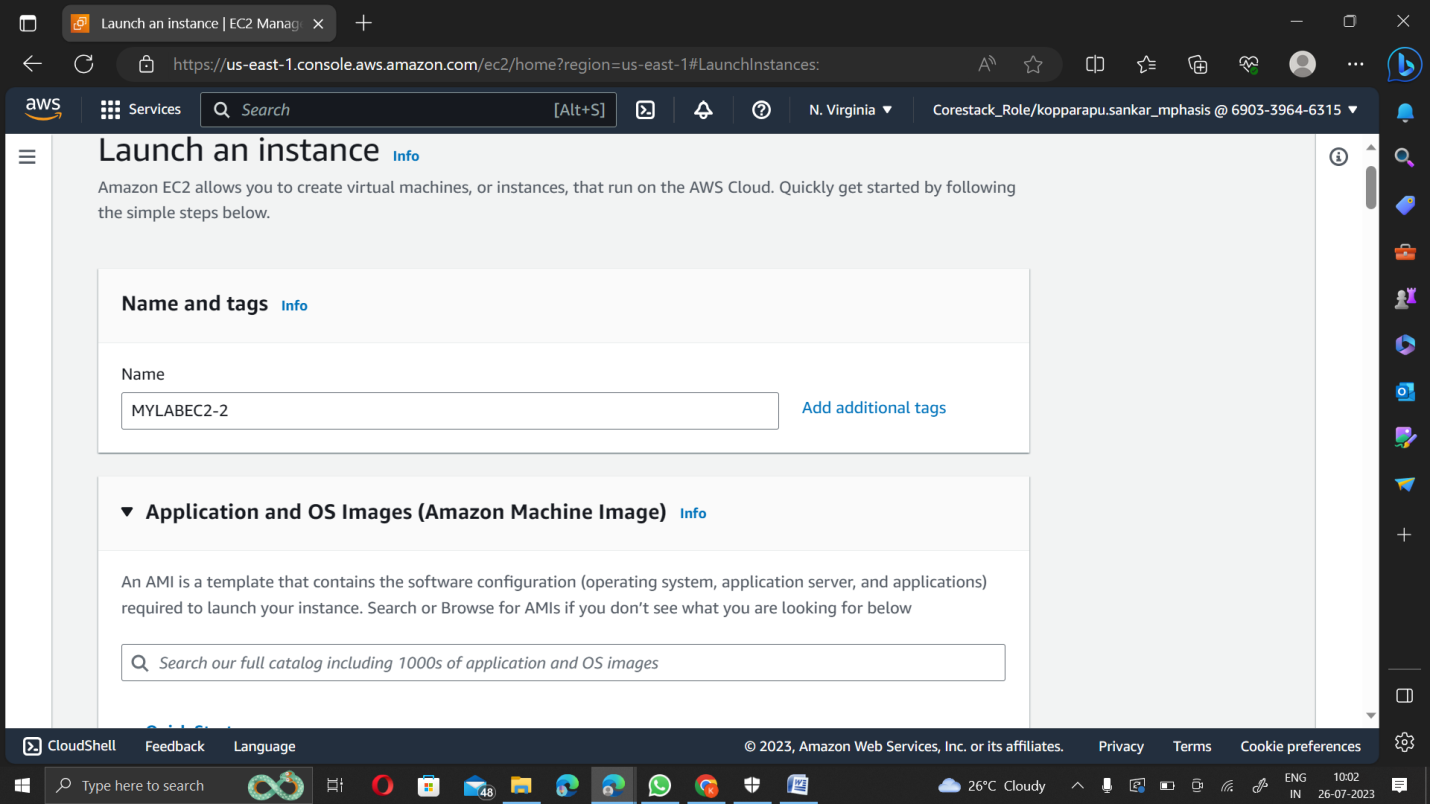 Launch an instance | EC2 Manag
https://us-east-1.console.aws.amazon.com/ec2/home?region=us-east-1#LaunchInstances:
aws Services Search [Alt+S] N. Virginia Corestack_Role/kopparapu.sankar_mphasis @ 6903-3964-6315
Launch an instance Info
Amazon EC2 allows you to create virtual machines, or instances, that run on the AWS Cloud. Quickly get started by following
the simple steps below.
Name and tags Info
Name
MYLABEC2-2 Add additional tags
Application and OS Images (Amazon Machine Image) Info
An AMI is a template that contains the software configuration (operating system, application server, and applications)
required to launch your instance. Search or Browse for AMIs if you don’t see what you are looking for below
Search our full catalog including 1000s of application and OS images
CloudShell Feedback Language © 2023, Amazon Web Services, Inc. or its affiliates. Privacy Terms Cookie preferences
Type here to search 48 26°C Cloudy ENG 10:02
IN 26-07-2023